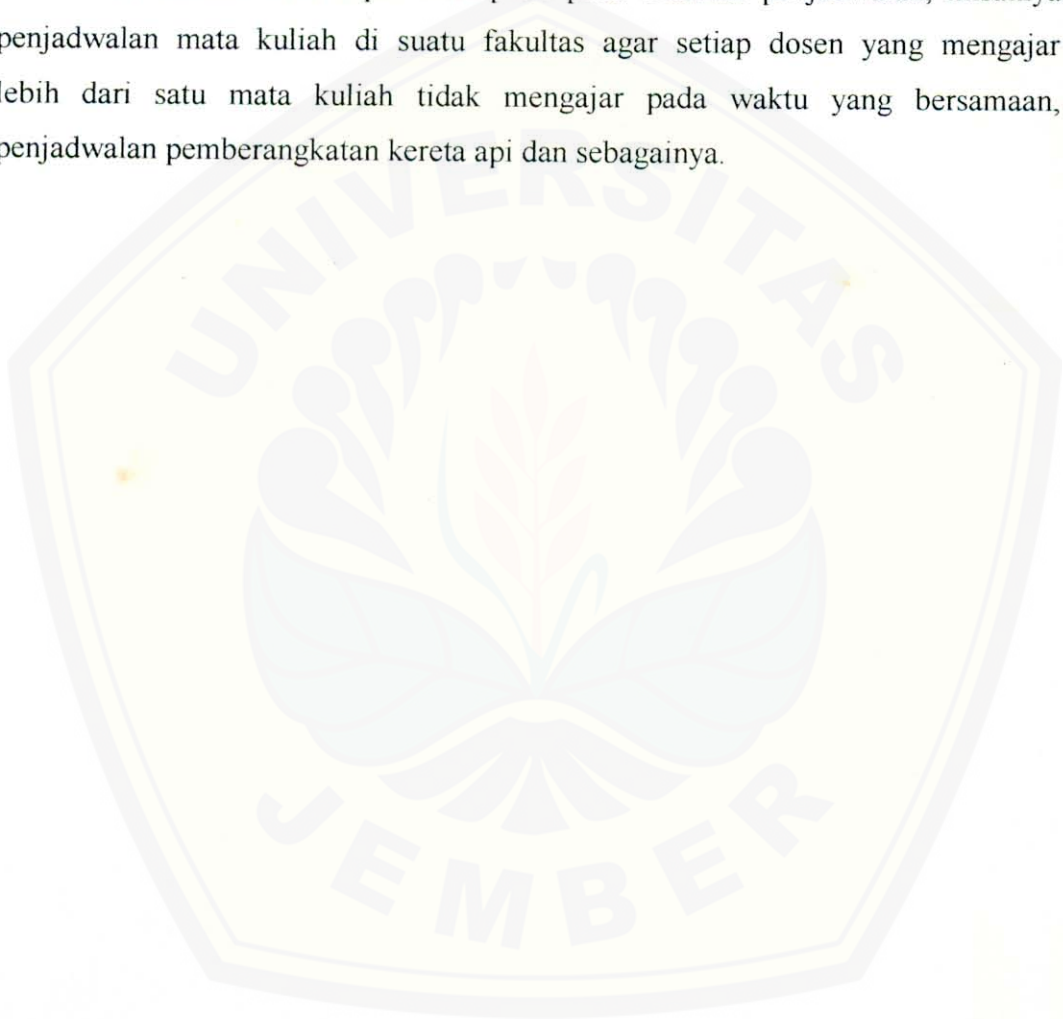 penjadwalan mata kuliah di suatu fakultas agar setiap dosen yang mengajar
lebih dari satu mata kuliah tidak mengajar pada waktu yang bersamaan,
penjadwalan pemberangkatan kereta api dan sebagainya.
UNIVERSITAS
JEMBER